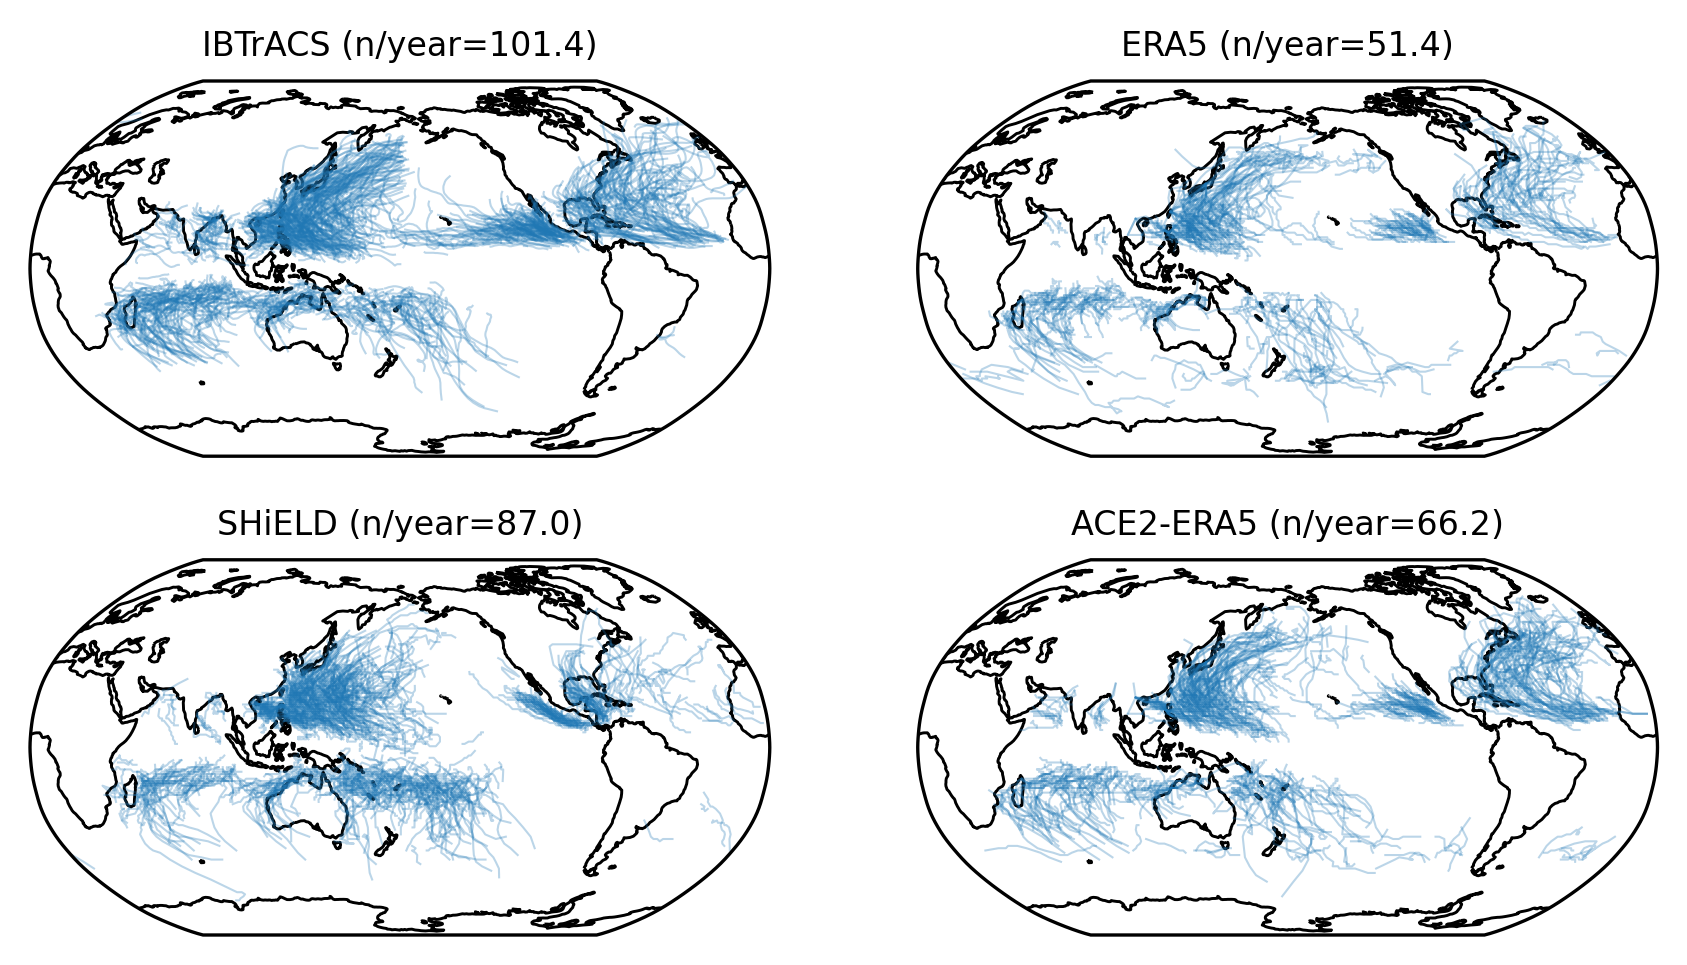 IBTrACS (n/year=101.4)
ERA5 (n/year=51.4)
SHiELD (n/year=87.0)
ACE2-ERA5 (n/year=66.2)